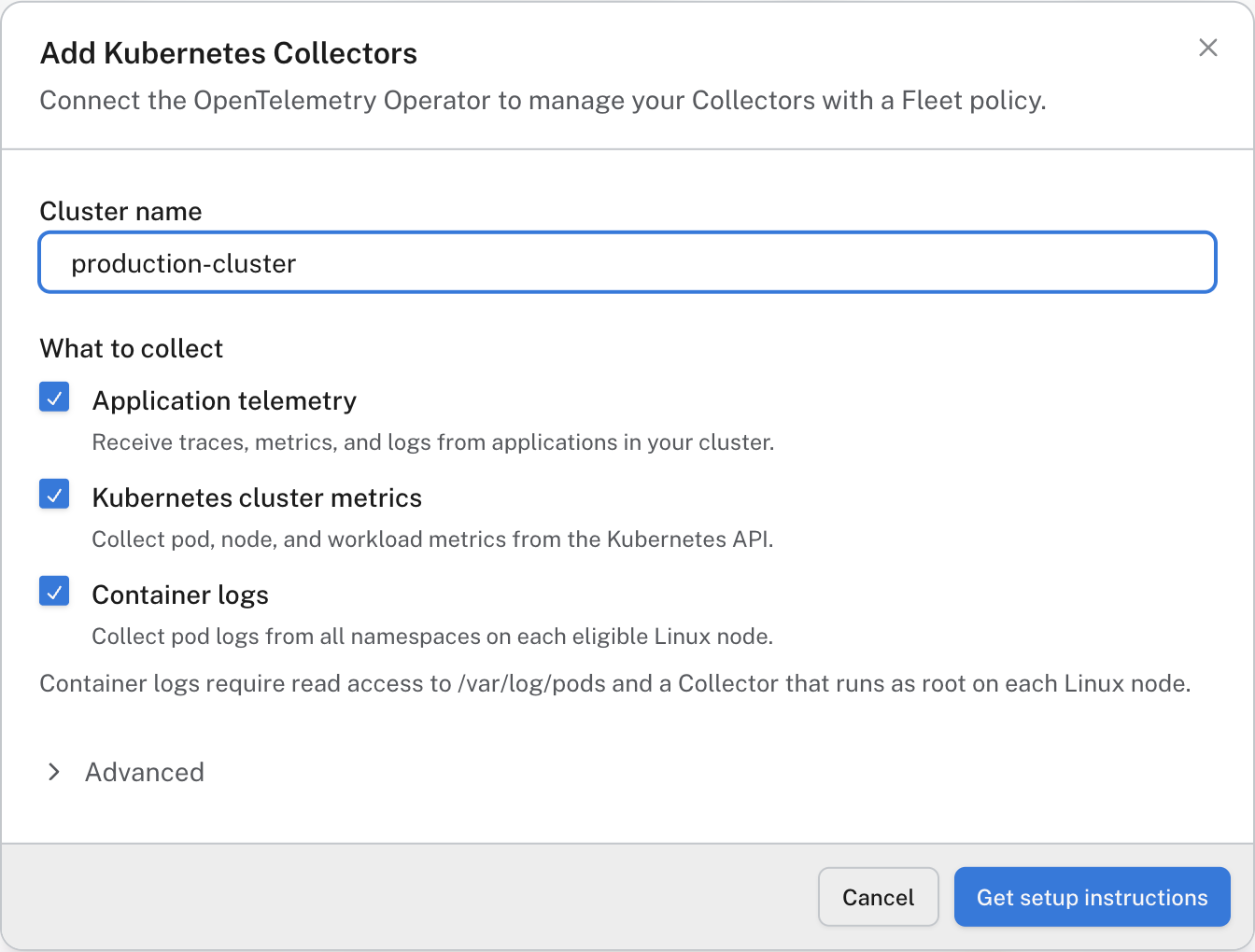 Add Kubernetes Collectors
Connect the OpenTelemetry Operator to manage your Collectors with a Fleet policy.
Cluster name
production-cluster
What to collect
Application telemetry
Receive traces, metrics, and logs from applications in your cluster.
Kubernetes cluster metrics
Collect pod, node, and workload metrics from the Kubernetes API.
Container logs
Collect pod logs from all namespaces on each eligible Linux node.
Container logs require read access to /var/log/pods and a Collector that runs as root on each Linux node.
Advanced
Cancel
Get setup instructions